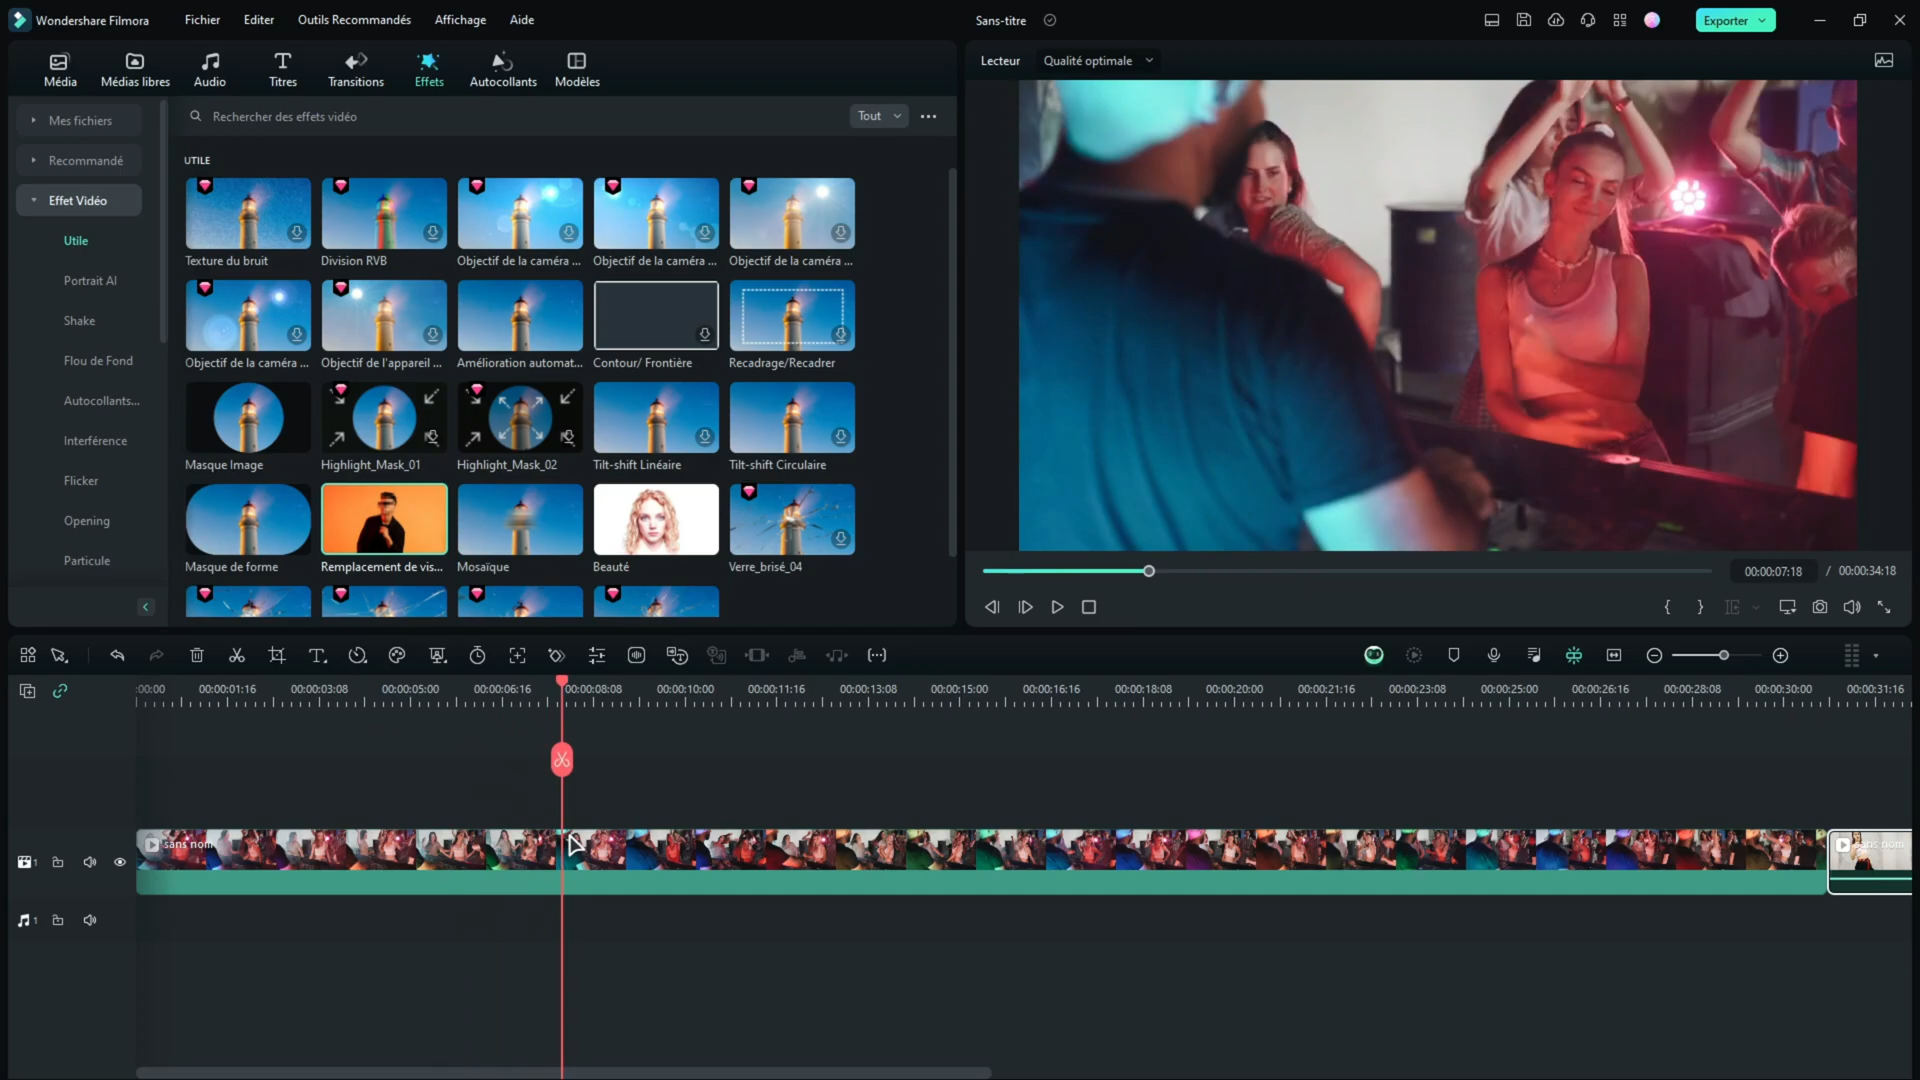 Wondershare Filmora
Fichier
Editer
Outils Recommandés
Affichage
Aide
Sans-titre
Exporter
Média
Médias libres
Audio
Titres
Transitions
Effets
Autocollants
Modèles
Lecteur
Qualité optimale
Mes fichiers
Recommandé
Effet Vidéo
Utile
Portrait AI
Shake
Flou de Fond
Autocollants...
Interférence
Flicker
Opening
Particule
Rechercher des effets vidéo
Tout
UTILE
Texture du bruit
Division RVB
Objectif de la caméra ...
Objectif de la caméra ...
Objectif de la caméra ...
Objectif de la caméra ...
Objectif de l'appareil ...
Amélioration automat...
Contour/ Frontière
Recadrage/Recadrer
Masque Image
Highlight_Mask_01
Highlight_Mask_02
Tilt-shift Linéaire
Tilt-shift Circulaire
Masque de forme
Remplacement de vis...
Mosaïque
Beauté
Verre_brisé_04
00:00:07:18 / 00:00:34:18
:00:00
00:00:01:16
00:00:03:08
00:00:05:00
00:00:06:16
00:00:08:08
00:00:10:00
00:00:11:16
00:00:13:08
00:00:15:00
00:00:16:16
00:00:18:08
00:00:20:00
00:00:21:16
00:00:23:08
00:00:25:00
00:00:26:16
00:00:28:08
00:00:30:00
00:00:31:16
sans nom
sans nom
1
1